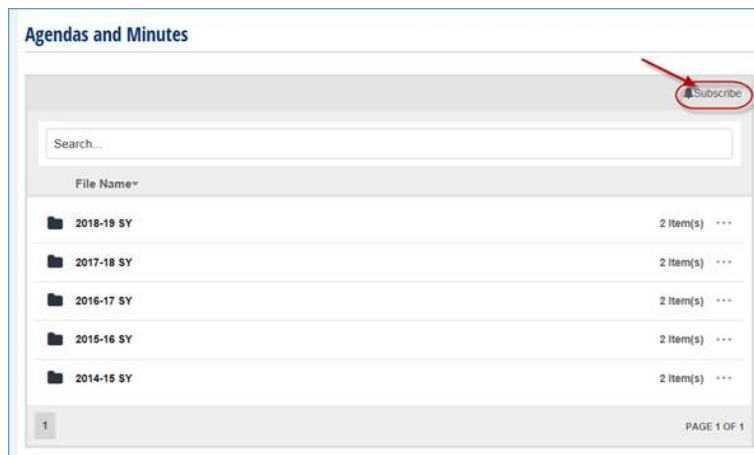 Agendas and Minutes
Subscribe
Search...
File Name
2018-19 SY 2 Item(s) ...
2017-18 SY 2 Item(s) ...
2016-17 SY 2 Item(s) ...
2015-16 SY 2 Item(s) ...
2014-15 SY 2 Item(s) ...
1 PAGE 1 OF 1